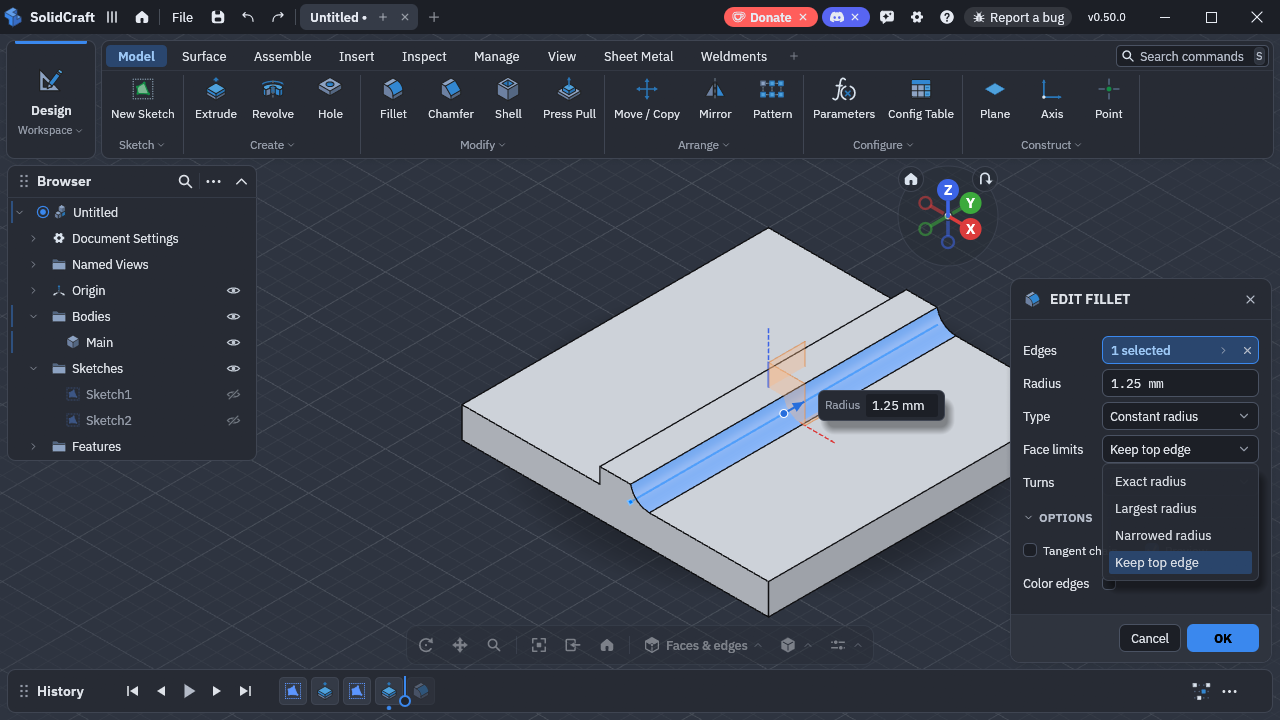 SolidCraft
File
Untitled •
Donate
Report a bug
v0.50.0
Design
Workspace
Model
Surface
Assemble
Insert
Inspect
Manage
View
Sheet Metal
Weldments
Search commands
S
New Sketch
Extrude
Revolve
Hole
Fillet
Chamfer
Shell
Press Pull
Move / Copy
Mirror
Pattern
Parameters
Config Table
Plane
Axis
Point
Sketch
Create
Modify
Arrange
Configure
Construct
Browser
Untitled
Document Settings
Named Views
Origin
Bodies
Main
Sketches
Sketch1
Sketch2
Features
Z
Y
X
Radius 1.25 mm
EDIT FILLET
Edges 1 selected
Radius 1.25 mm
Type Constant radius
Face limits Keep top edge
Turns
Exact radius
Largest radius
Narrowed radius
Keep top edge
OPTIONS
Tangent ch
Color edges
Cancel
OK
Faces & edges
History